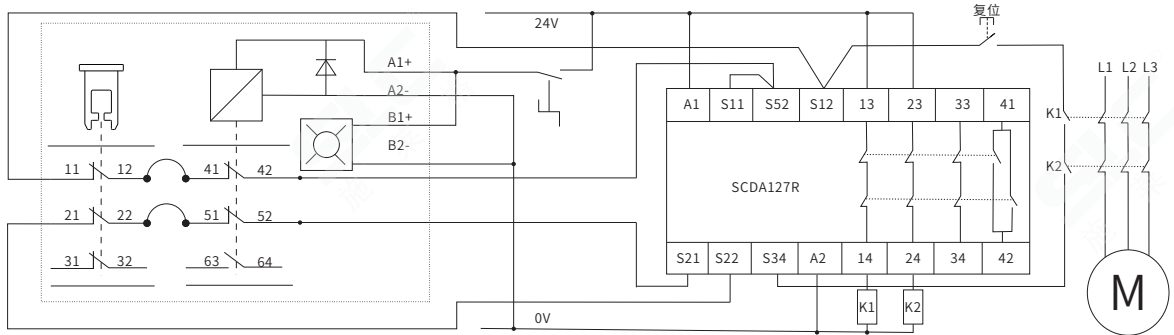 复位
24V
A1+
L1 L2 L3
A2-
A1 S11 S52 S12 13 23 33 41
K1
B1+
B2-
K2
11 12 41 42
SCDA127R
21 22 51 52
31 32 63 64
S21 S22 S34 A2 14 24 34 42
M
K1 K2
0V